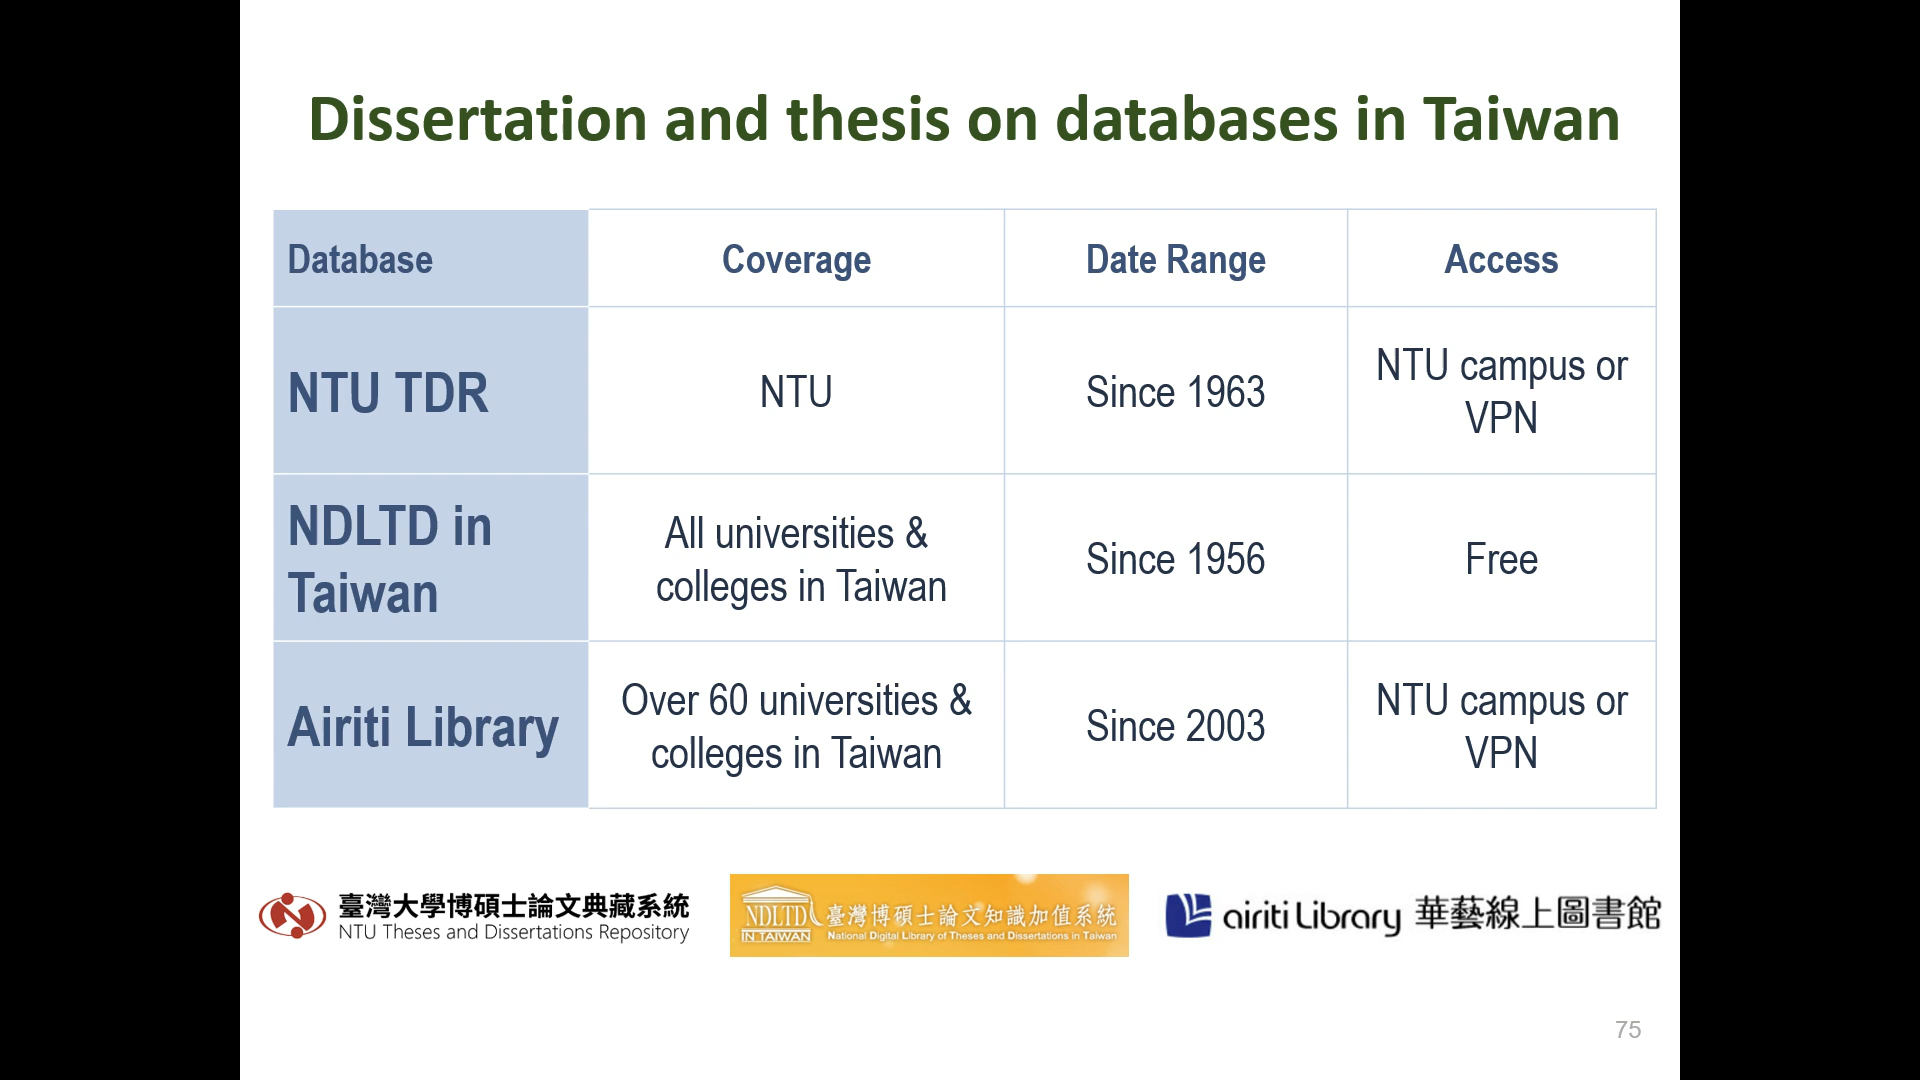 Dissertation and thesis on databases in Taiwan
Database
Coverage
Date Range
Access
NTU TDR
NTU
Since 1963
NTU campus or
VPN
NDLTD in
Taiwan
All universities &
colleges in Taiwan
Since 1956
Free
Airiti Library
Over 60 universities &
colleges in Taiwan
Since 2003
NTU campus or
VPN
臺灣大學博碩士論文典藏系統
NTU Theses and Dissertations Repository
NDLTD
IN TAIWAN
臺灣博碩士論文知識加值系統
National Digital Library of Theses and Dissertations in Taiwan
airiti Library 華藝線上圖書館
75